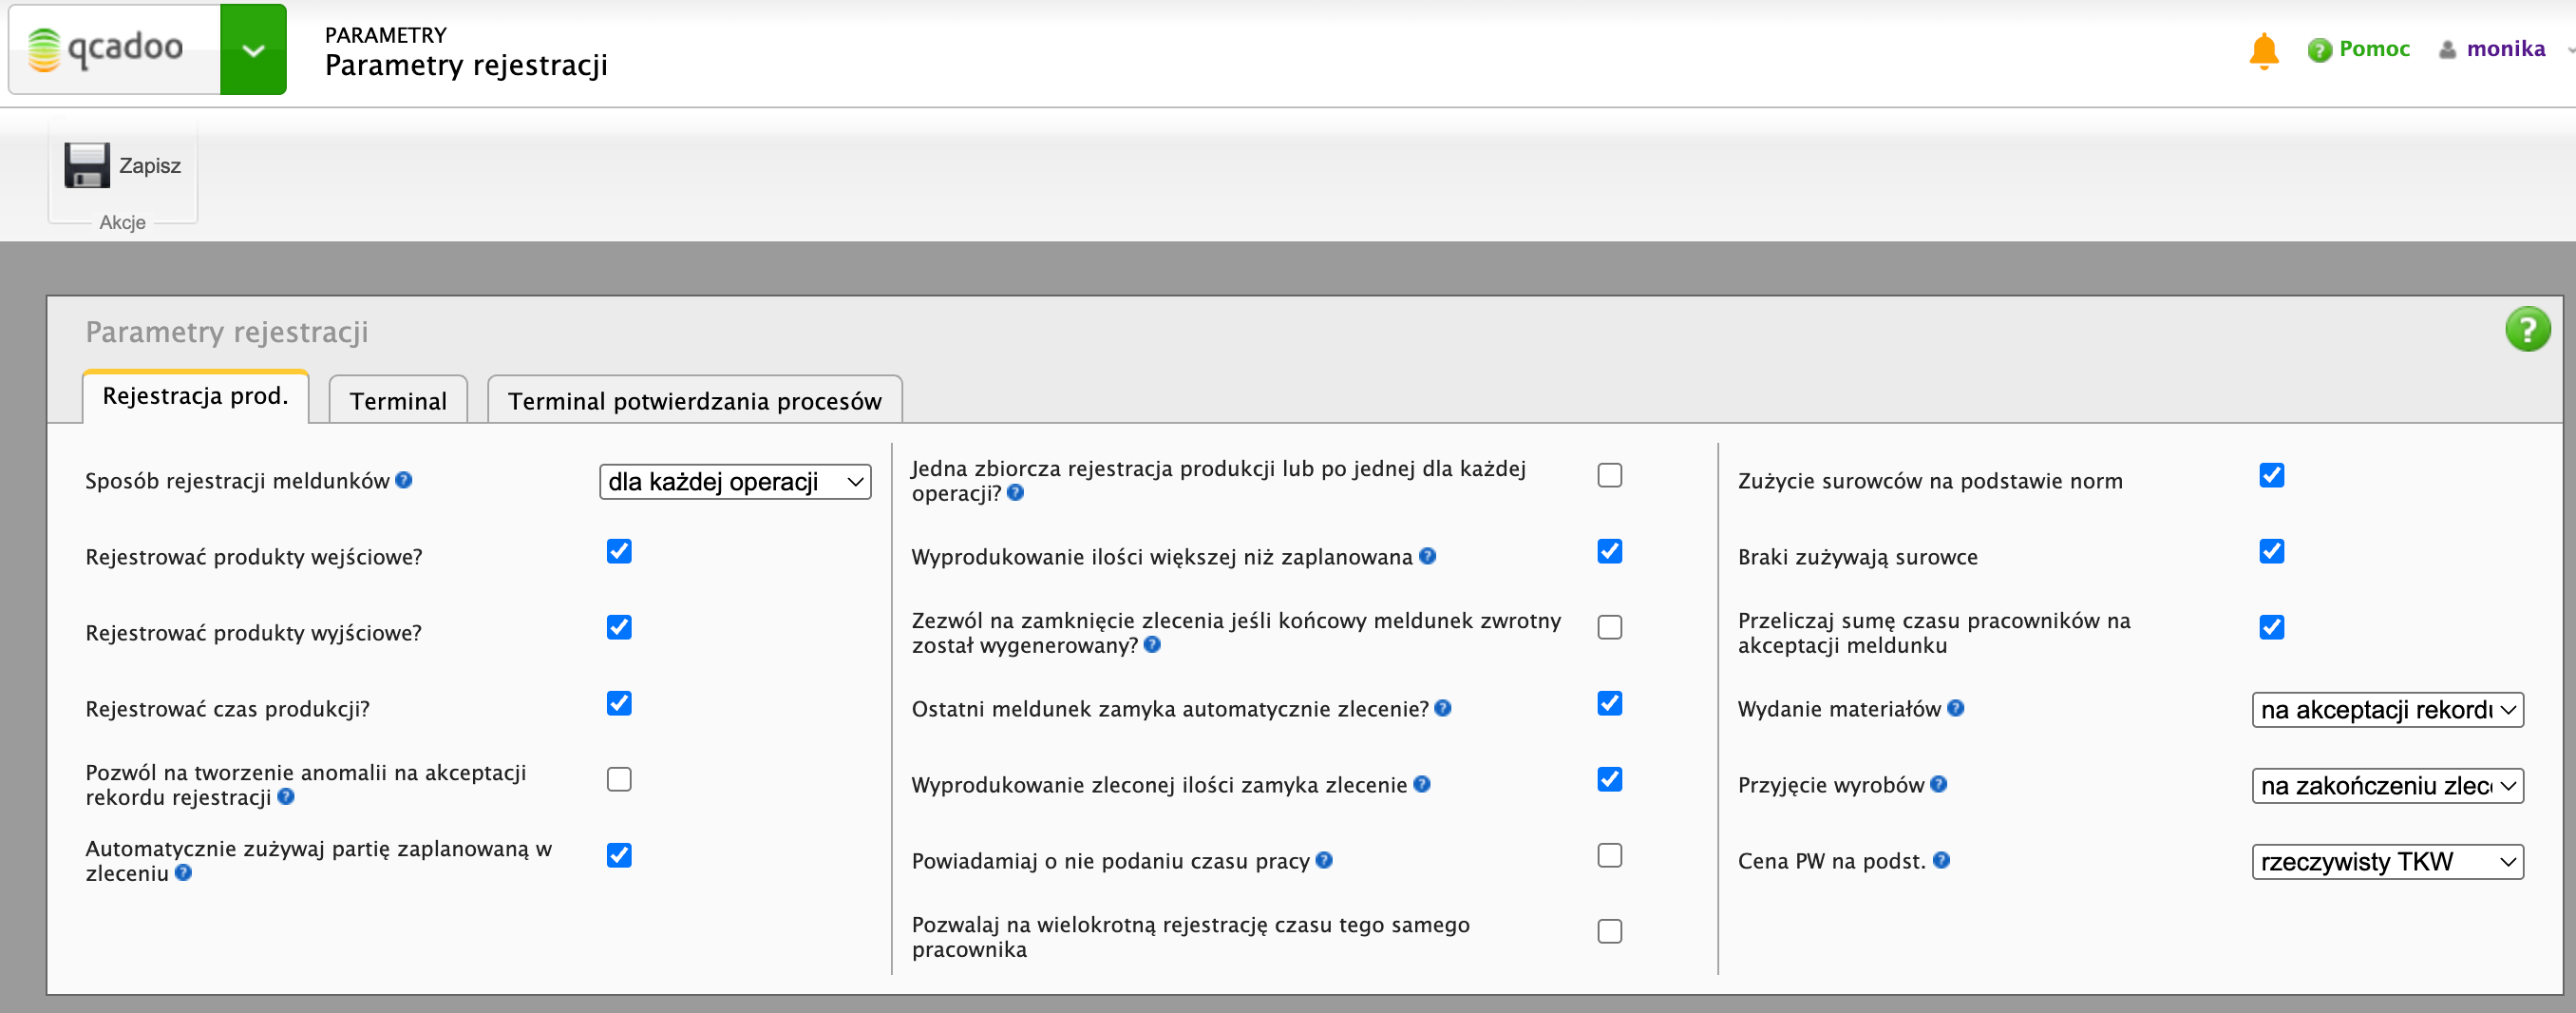 qcadoo
PARAMETRY
Parametry rejestracji
Pomoc
monika
Zapisz
Akcje
Parametry rejestracji
Rejestracja prod.
Terminal
Terminal potwierdzania procesów
Sposób rejestracji meldunków
dla każdej operacji
Rejestrować produkty wejściowe?
Rejestrować produkty wyjściowe?
Rejestrować czas produkcji?
Pozwól na tworzenie anomalii na akceptacji
rekordu rejestracji
Automatycznie zużywaj partię zaplanowaną w
zleceniu
Jedna zbiorcza rejestracja produkcji lub po jednej dla każdej
operacji?
Wyprodukowanie ilości większej niż zaplanowana
Zezwól na zamknięcie zlecenia jeśli końcowy meldunek zwrotny
został wygenerowany?
Ostatni meldunek zamyka automatycznie zlecenie?
Wyprodukowanie zleconej ilości zamyka zlecenie
Powiadamiaj o nie podaniu czasu pracy
Pozwalaj na wielokrotną rejestrację czasu tego samego
pracownika
Zużycie surowców na podstawie norm
Braki zużywają surowce
Przeliczaj sumę czasu pracowników na
akceptacji meldunku
Wydanie materiałów
na akceptacji rekordu
Przyjęcie wyrobów
na zakończeniu zlec
Cena PW na podst.
rzeczywisty TKW